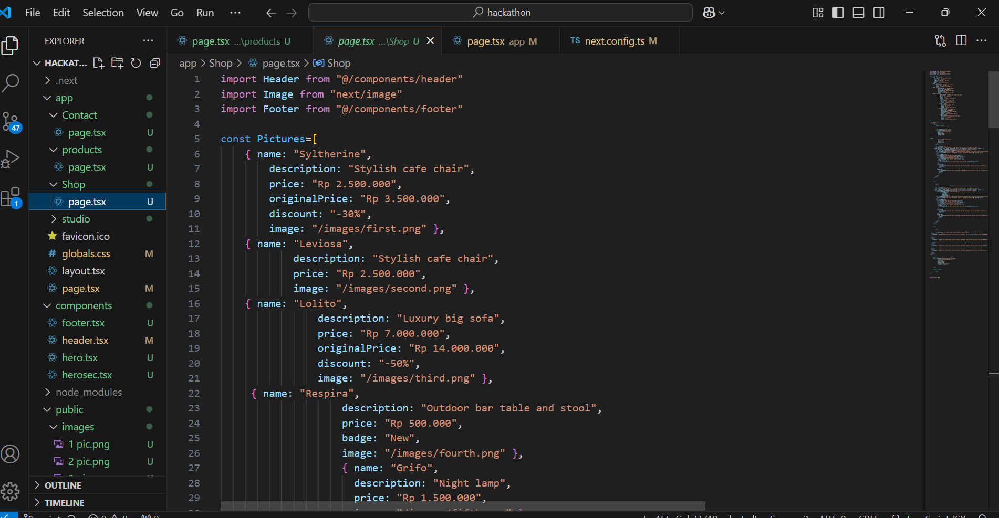 File Edit Selection View Go Run ··· hackathon
EXPLORER ···
page.tsx ...\products U
page.tsx ...\Shop U
page.tsx app M
TS next.config.ts M
HACKAT...
app > Shop > page.tsx > Shop
.next
app
Contact
page.tsx U
products
page.tsx U
Shop
page.tsx U
studio
favicon.ico
# globals.css M
layout.tsx
page.tsx M
components
footer.tsx U
header.tsx M
hero.tsx U
herosec.tsx U
node_modules
public
images
1 pic.png U
2 pic.png U
OUTLINE
TIMELINE
47
1
1 import Header from "@/components/header"
2 import Image from "next/image"
3 import Footer from "@/components/footer"
4
5 const Pictures=[
6 { name: "Syltherine",
7 description: "Stylish cafe chair",
8 price: "Rp 2.500.000",
9 originalPrice: "Rp 3.500.000",
10 discount: "-30%",
11 image: "/images/first.png" },
12 { name: "Leviosa",
13 description: "Stylish cafe chair",
14 price: "Rp 2.500.000",
15 image: "/images/second.png" },
16 { name: "Lolito",
17 description: "Luxury big sofa",
18 price: "Rp 7.000.000",
19 originalPrice: "Rp 14.000.000",
20 discount: "-50%",
21 image: "/images/third.png" },
22 { name: "Respira",
23 description: "Outdoor bar table and stool",
24 price: "Rp 500.000",
25 badge: "New",
26 image: "/images/fourth.png" },
27 { name: "Grifo",
28 description: "Night lamp",
29 price: "Rp 1.500.000",